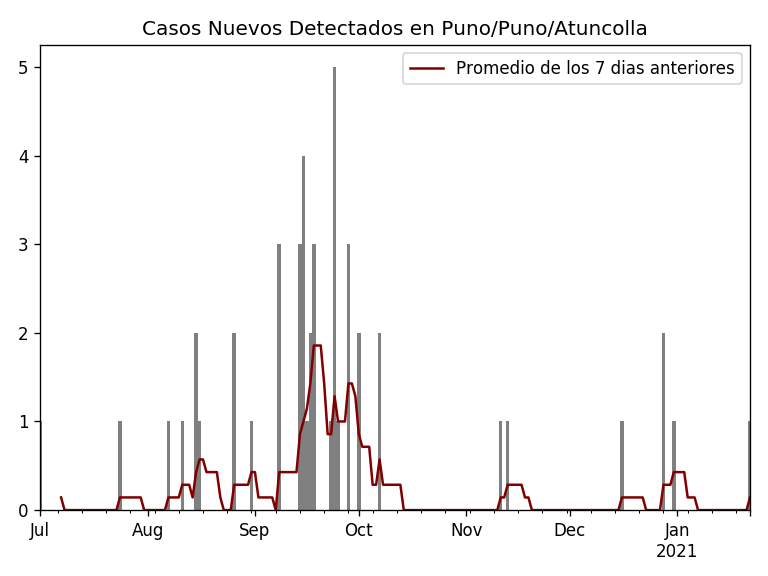 Casos Nuevos Detectados en Puno/Puno/Atuncolla
Promedio de los 7 dias anteriores
5
4
3
2
1
0
Jul Aug Sep Oct Nov Dec Jan
2021